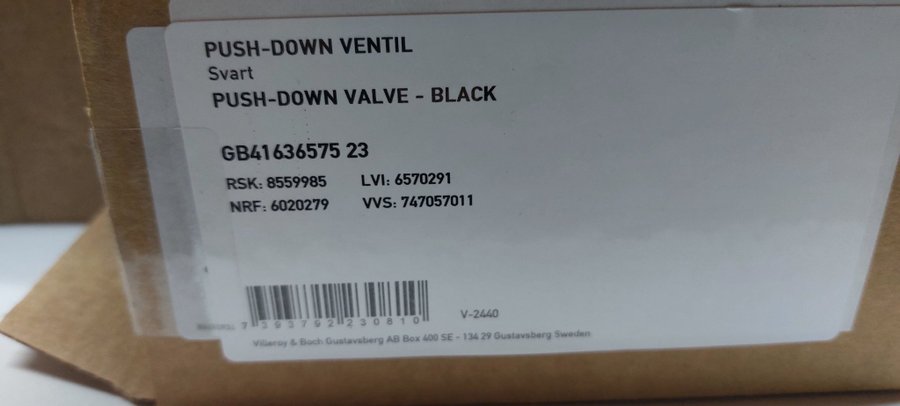 PUSH-DOWN VENTIL
Svart
PUSH-DOWN VALVE - BLACK
GB41636575 23
RSK: 8559985 LVI: 6570291
NRF: 6020279 VVS: 747057011
7 393792 230810
V-2440
Villeroy & Boch Gustavsberg AB Box 400 SE - 134 29 Gustavsberg Sweden